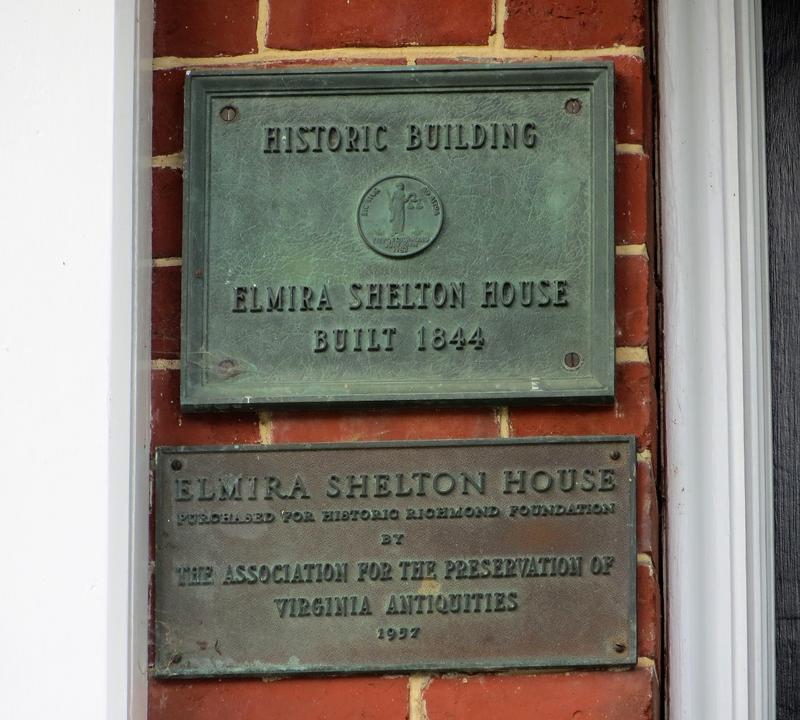 HISTORIC BUILDING
ELMIRA SHELTON HOUSE
BUILT 1844
ELMIRA SHELTON HOUSE
PURCHASED FOR HISTORIC RICHMOND FOUNDATION
BY
THE ASSOCIATION FOR THE PRESERVATION OF
VIRGINIA ANTIQUITIES
1957